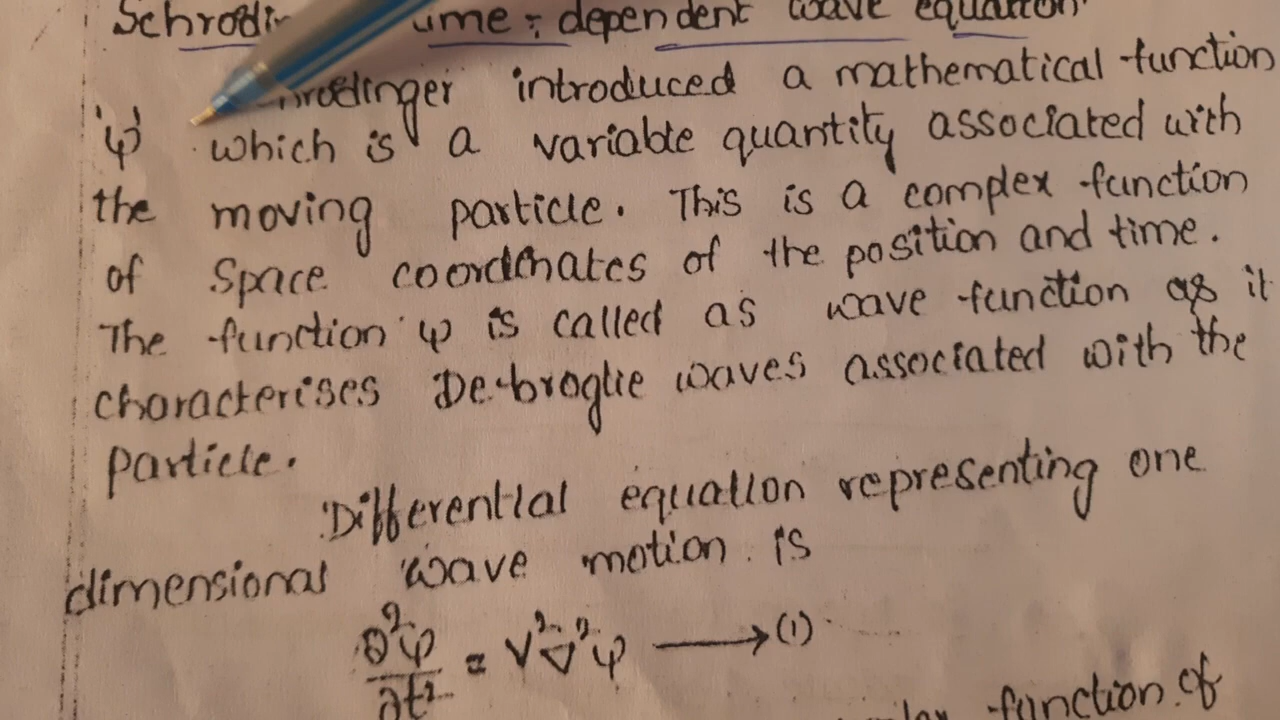 time : dependent wave equation
introduced a mathematical function
'ψ' which is a variable quantity associated with
the moving particle. This is a complex function
of Space coordinates of the position and time.
The function ψ is called as wave function as it
characterises De-broglie waves associated with the
particle.
Differential equation representing one
dimensional wave motion is
∂²ψ/∂t² = V²∇²ψ ⟶ (1)
function of